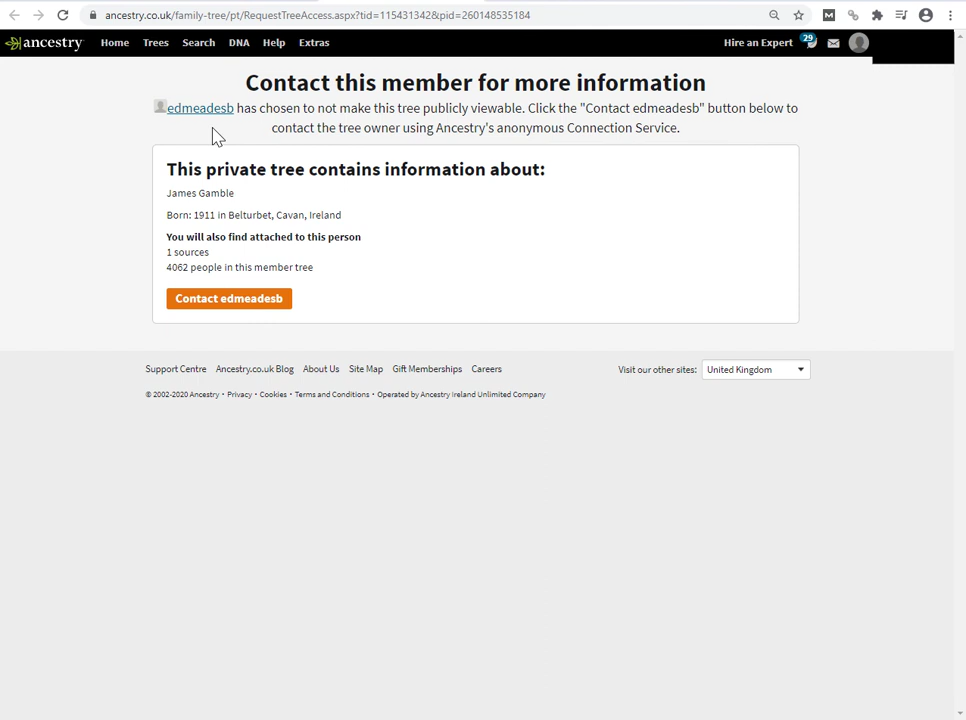 ancestry.co.uk/family-tree/pt/RequestTreeAccess.aspx?tid=115431342&pid=260148535184
M
ancestry Home Trees Search DNA Help Extras Hire an Expert 29
Contact this member for more information
edmeadesb has chosen to not make this tree publicly viewable. Click the "Contact edmeadesb" button below to
contact the tree owner using Ancestry's anonymous Connection Service.
This private tree contains information about:
James Gamble
Born: 1911 in Belturbet, Cavan, Ireland
You will also find attached to this person
1 sources
4062 people in this member tree
Contact edmeadesb
Support Centre Ancestry.co.uk Blog About Us Site Map Gift Memberships Careers Visit our other sites: United Kingdom
© 2002-2020 Ancestry • Privacy • Cookies • Terms and Conditions • Operated by Ancestry Ireland Unlimited Company